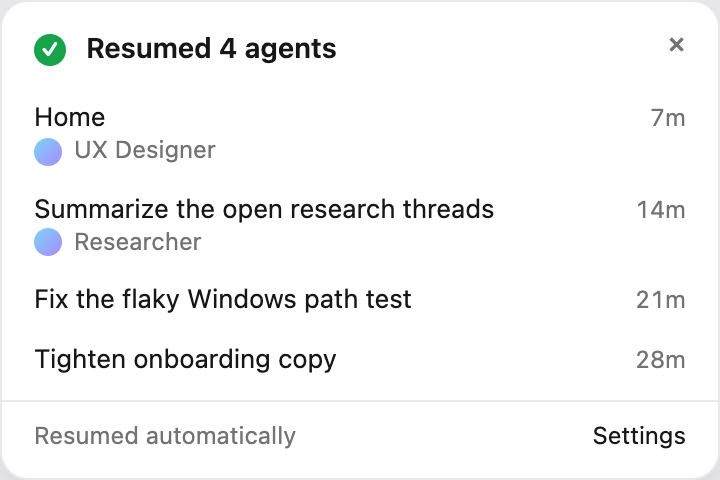 Resumed 4 agents
Home 7m
UX Designer
Summarize the open research threads 14m
Researcher
Fix the flaky Windows path test 21m
Tighten onboarding copy 28m
Resumed automatically Settings